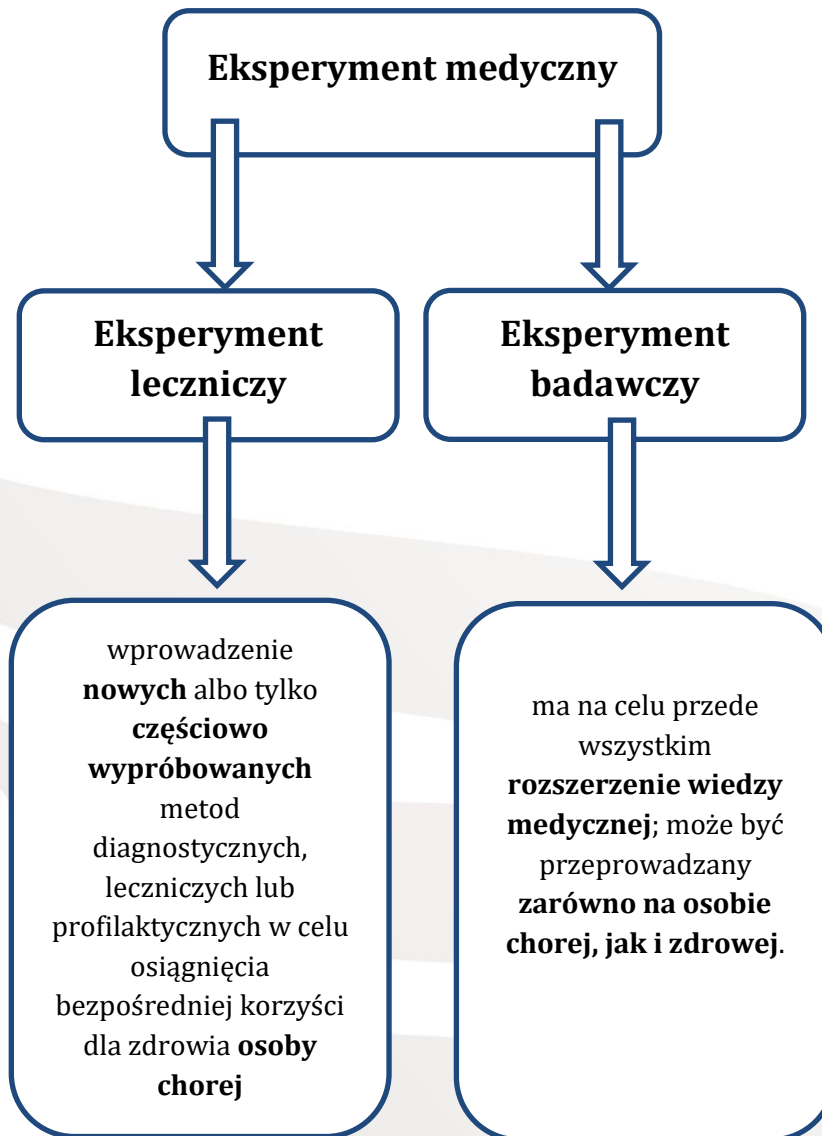 Eksperyment medyczny
Eksperyment
leczniczy
Eksperyment
badawczy
wprowadzenie
nowych albo tylko
częściowo
wypróbowanych
metod
diagnostycznych,
leczniczych lub
profilaktycznych w celu
osiągnięcia
bezpośredniej korzyści
dla zdrowia osoby
chorej
ma na celu przede
wszystkim
rozszerzenie wiedzy
medycznej; może być
przeprowadzany
zarówno na osobie
chorej, jak i zdrowej.